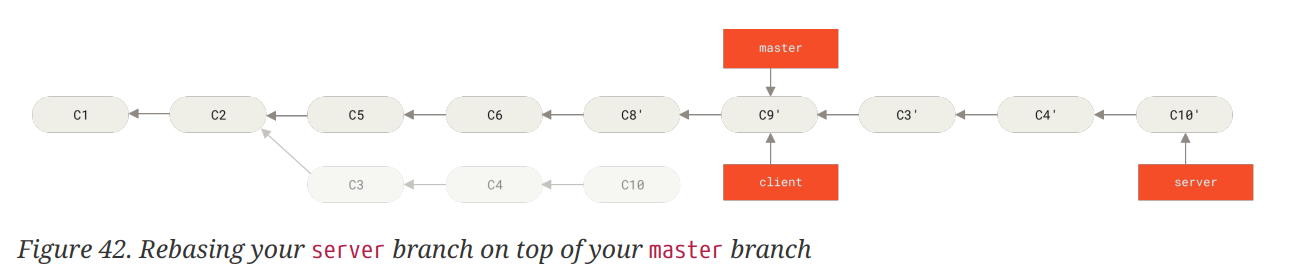 master
C1 C2 C5 C6 C8' C9' C3' C4' C10'
C3 C4 C10 client server
Figure 42. Rebasing your server branch on top of your master branch